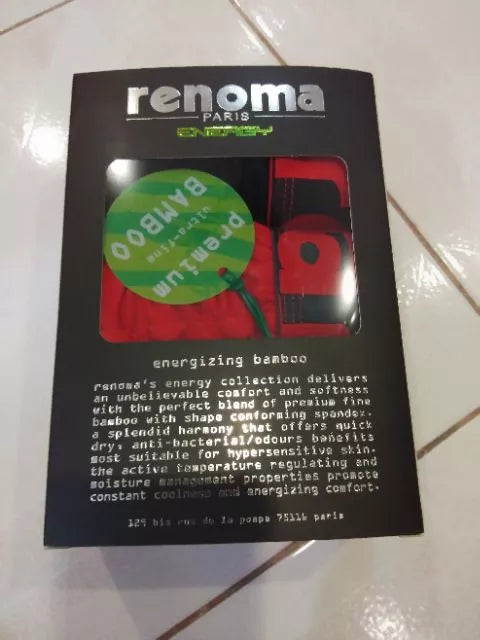 renoma
PARIS
ENERGY
premium
ultra-fine
BAMBOO
energizing bamboo
renoma's energy collection delivers
an unbelievable comfort and softness
with the perfect blend of premium fine
bamboo with shape conforming spandex.
a splendid harmony that offers quick
dry, anti-bacterial/odours benefits
most suitable for hypersensitive skin.
the active temperature regulating and
moisture management properties promote
constant coolness and energizing comfort.
129 bis rue de la pompe 75116 paris